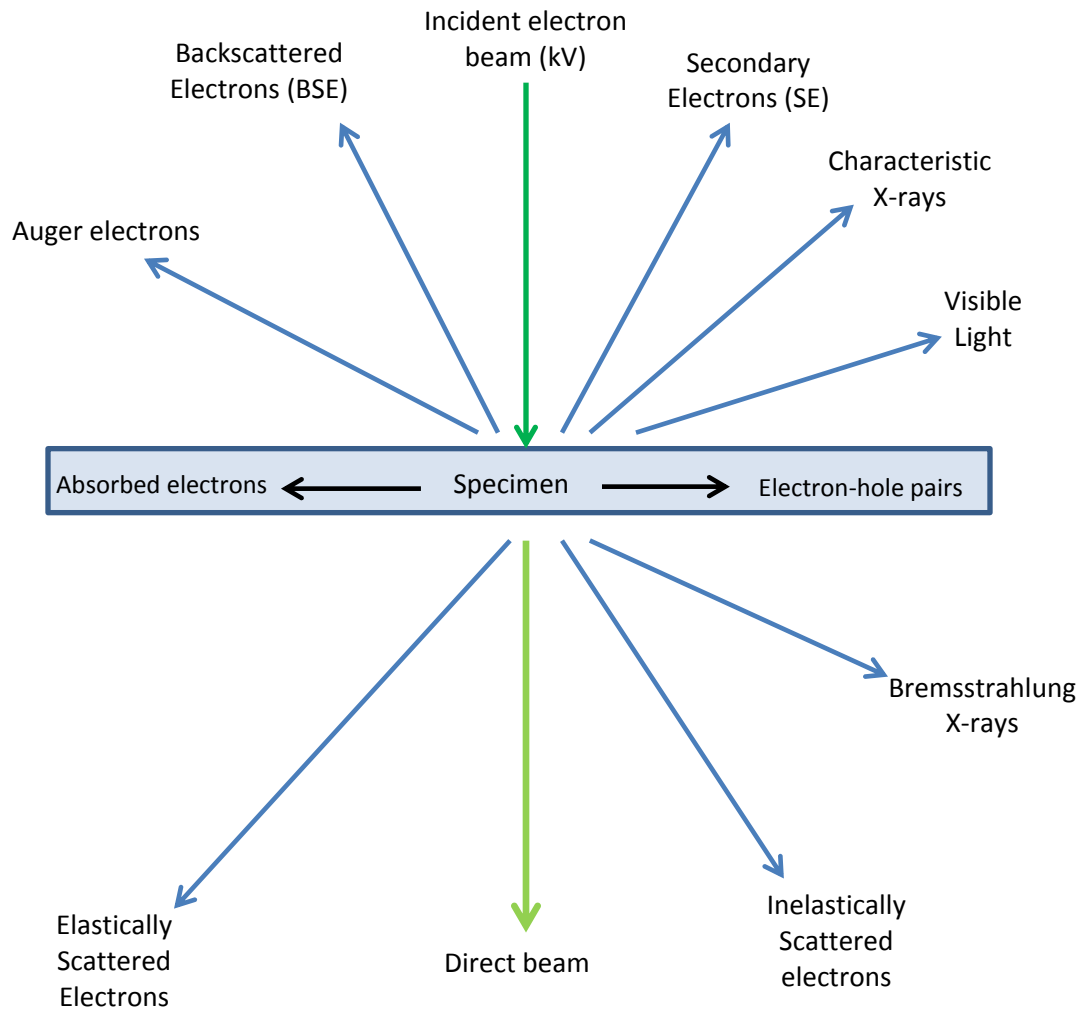 Incident electron
beam (kV)
Backscattered
Electrons (BSE)
Secondary
Electrons (SE)
Characteristic
X-rays
Auger electrons
Visible
Light
Absorbed electrons
Specimen
Electron-hole pairs
Bremsstrahlung
X-rays
Elastically
Scattered
Electrons
Direct beam
Inelastically
Scattered
electrons